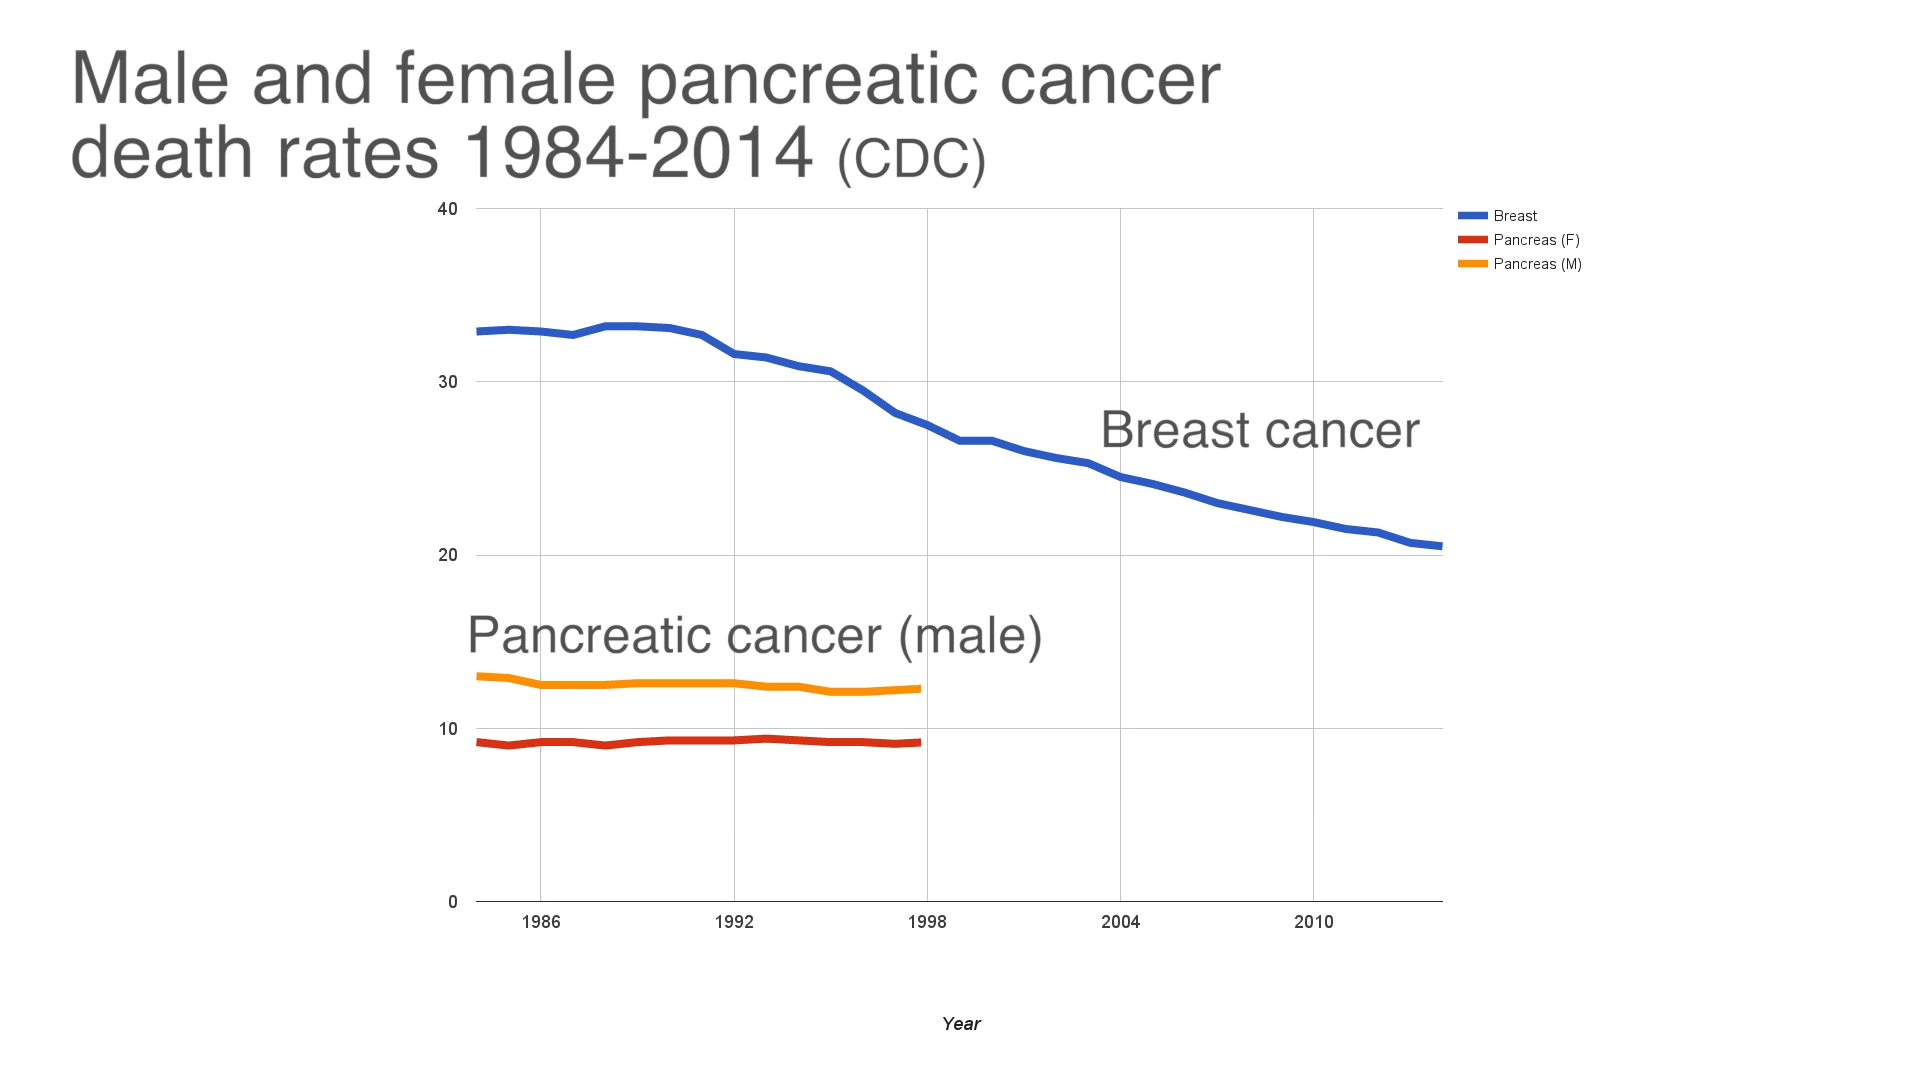 Male and female pancreatic cancer
death rates 1984-2014 (CDC)
40
Breast
Pancreas (F)
Pancreas (M)
30
Breast cancer
20
Pancreatic cancer (male)
10
0
1986 1992 1998 2004 2010
Year